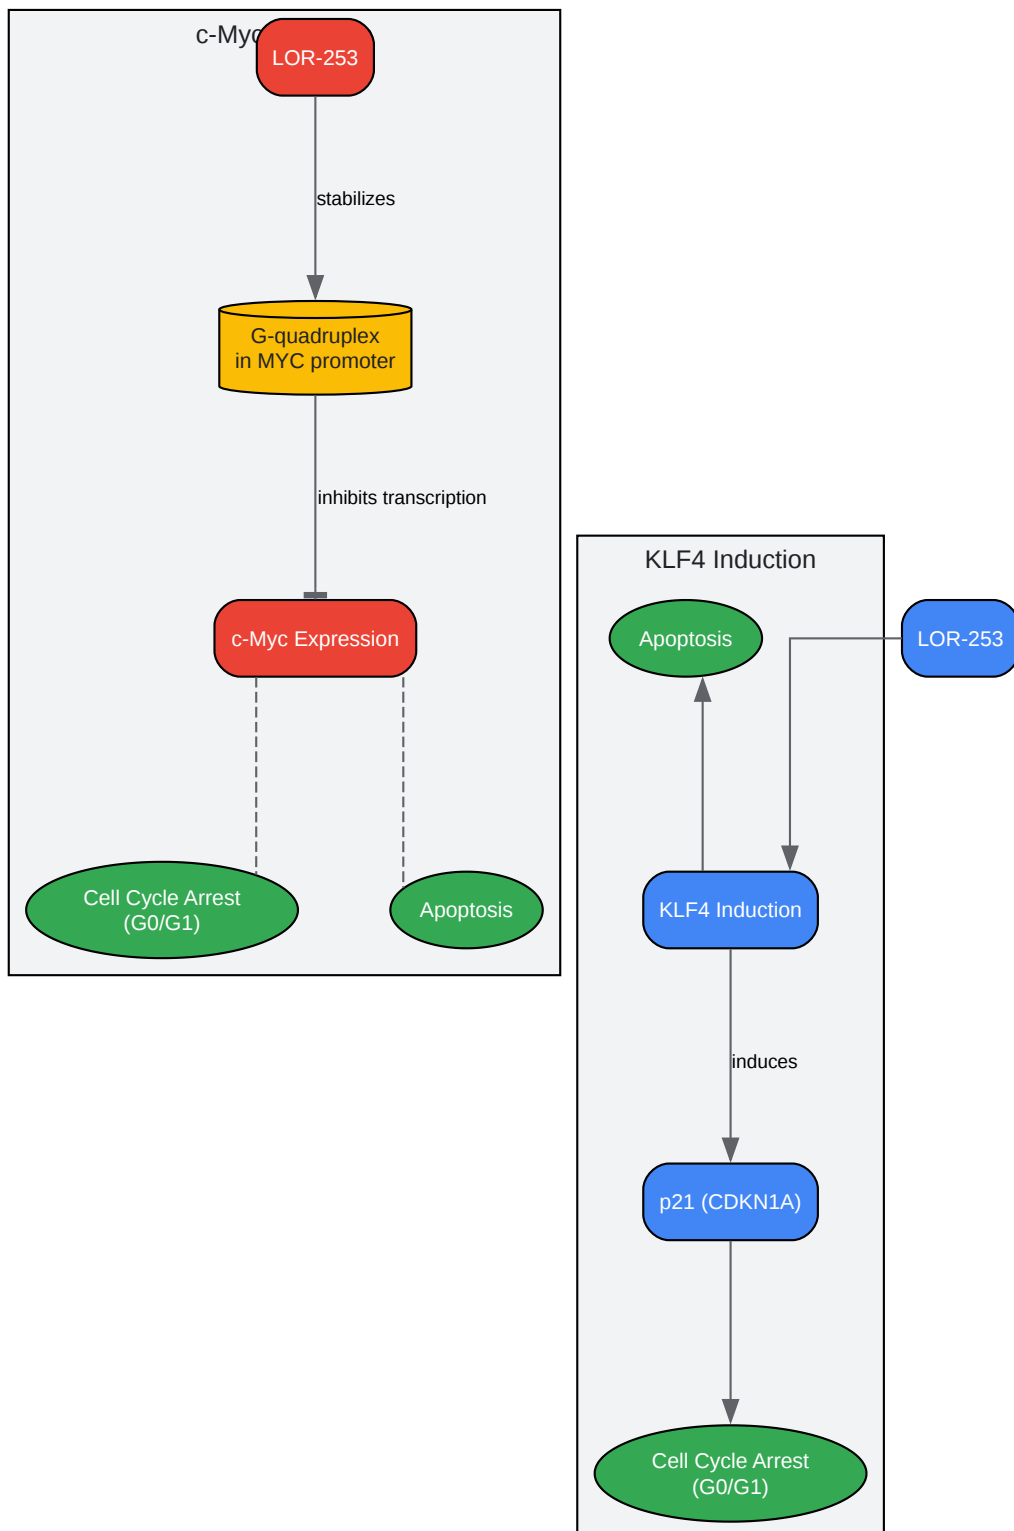 c-Myc
LOR-253
stabilizes
G-quadruplex
in MYC promoter
inhibits transcription
c-Myc Expression
Cell Cycle Arrest
(G0/G1)
Apoptosis
KLF4 Induction
Apoptosis
LOR-253
KLF4 Induction
induces
p21 (CDKN1A)
Cell Cycle Arrest
(G0/G1)